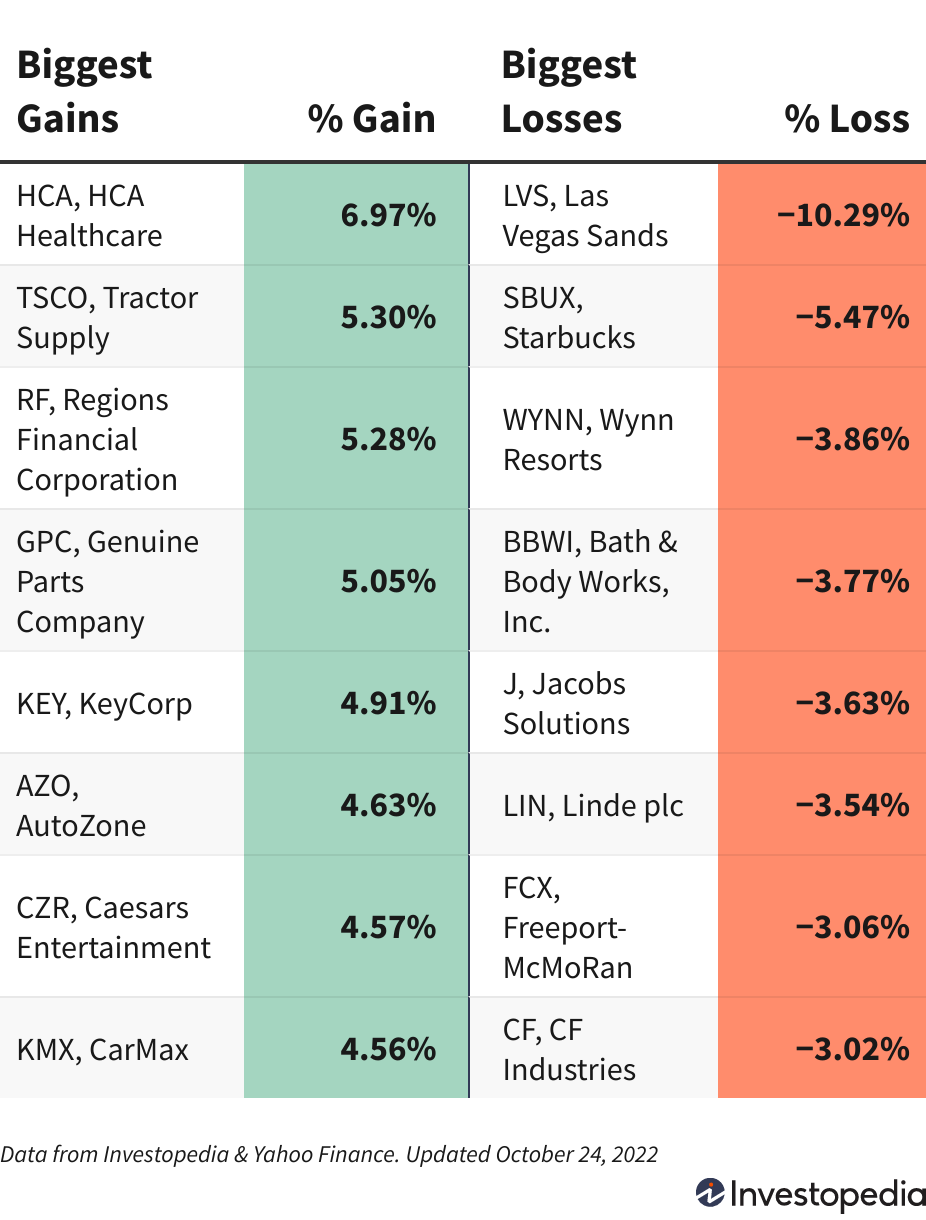 Biggest
Gains
% Gain
Biggest
Losses
% Loss
HCA, HCA
Healthcare
6.97%
LVS, Las
Vegas Sands
−10.29%
TSCO, Tractor
Supply
5.30%
SBUX,
Starbucks
−5.47%
RF, Regions
Financial
Corporation
5.28%
WYNN, Wynn
Resorts
−3.86%
GPC, Genuine
Parts
Company
5.05%
BBWI, Bath &
Body Works,
Inc.
−3.77%
KEY, KeyCorp
4.91%
J, Jacobs
Solutions
−3.63%
AZO,
AutoZone
4.63%
LIN, Linde plc
−3.54%
CZR, Caesars
Entertainment
4.57%
FCX,
Freeport-
McMoRan
−3.06%
KMX, CarMax
4.56%
CF, CF
Industries
−3.02%
Data from Investopedia & Yahoo Finance. Updated October 24, 2022
Investopedia